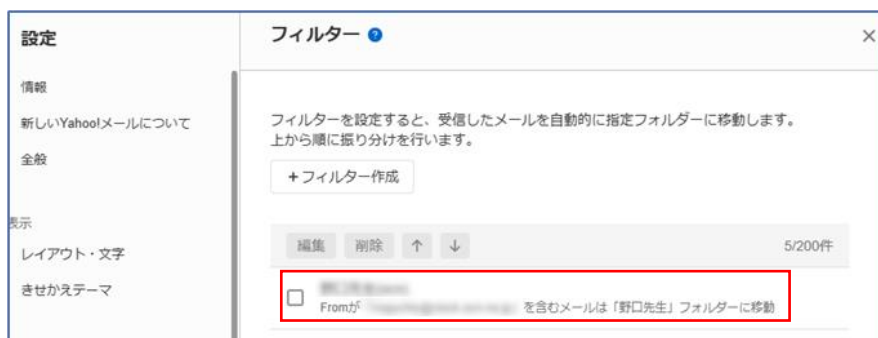 設定
情報
新しいYahoo!メールについて
全般
表示
レイアウト・文字
きせかえテーマ
フィルター ?
フィルターを設定すると、受信したメールを自動的に指定フォルダーに移動します。
上から順に振り分けを行います。
+フィルター作成
編集 削除 ↑ ↓ 5/200件
Fromが を含むメールは「野口先生」フォルダーに移動